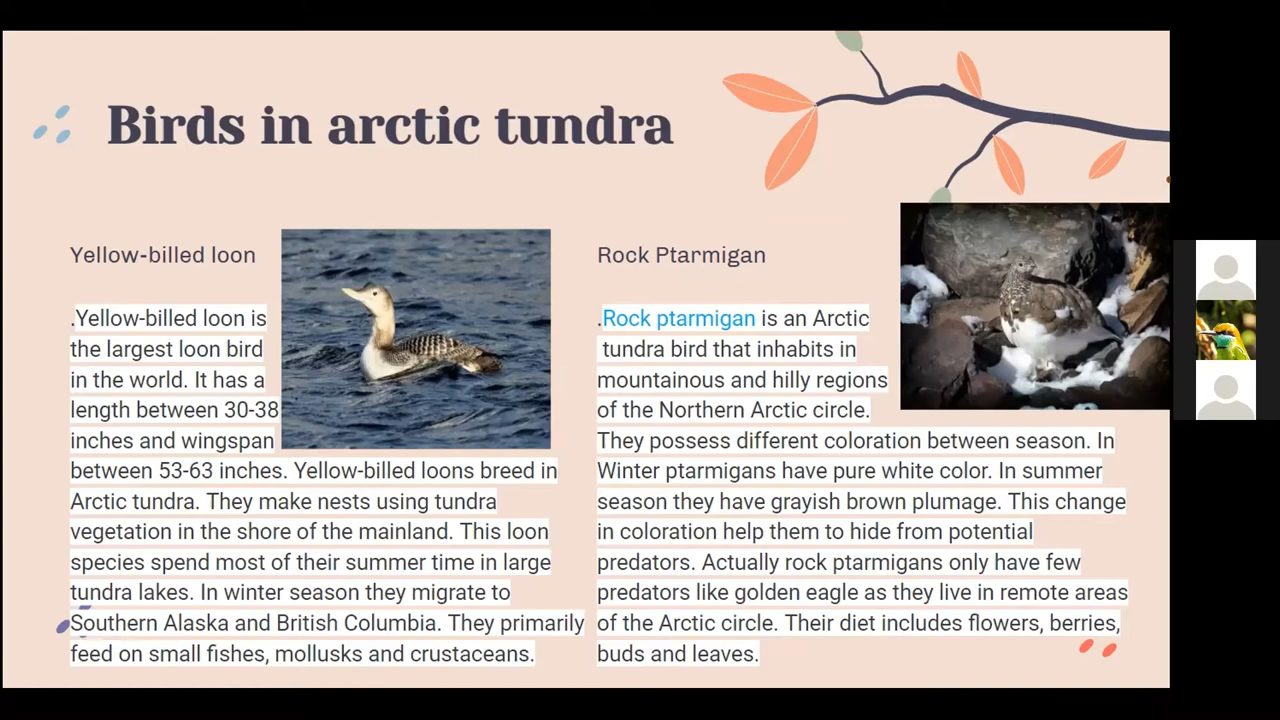 Birds in arctic tundra
Yellow-billed loon
.Yellow-billed loon is
the largest loon bird
in the world. It has a
length between 30-38
inches and wingspan
between 53-63 inches. Yellow-billed loons breed in
Arctic tundra. They make nests using tundra
vegetation in the shore of the mainland. This loon
species spend most of their summer time in large
tundra lakes. In winter season they migrate to
Southern Alaska and British Columbia. They primarily
feed on small fishes, mollusks and crustaceans.
Rock Ptarmigan
.Rock ptarmigan is an Arctic
tundra bird that inhabits in
mountainous and hilly regions
of the Northern Arctic circle.
They possess different coloration between season. In
Winter ptarmigans have pure white color. In summer
season they have grayish brown plumage. This change
in coloration help them to hide from potential
predators. Actually rock ptarmigans only have few
predators like golden eagle as they live in remote areas
of the Arctic circle. Their diet includes flowers, berries,
buds and leaves.